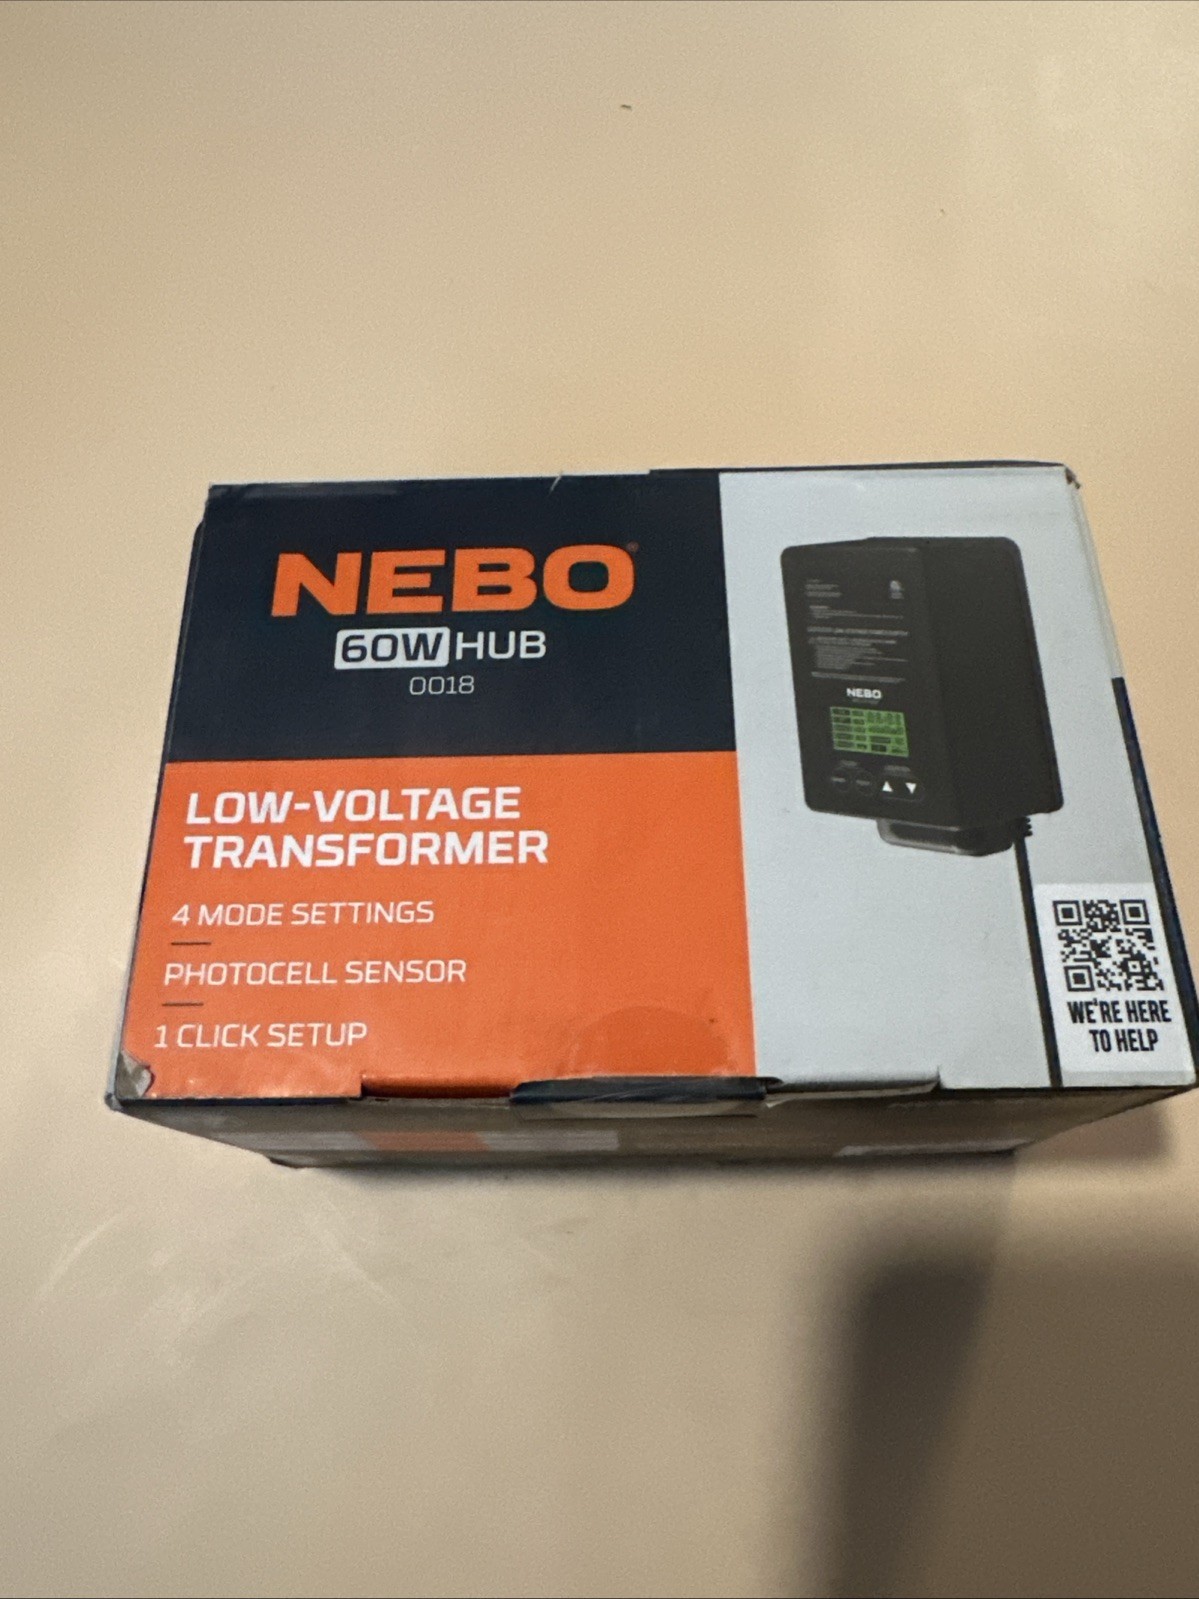 NEBO
60W HUB
0018
LOW-VOLTAGE
TRANSFORMER
4 MODE SETTINGS
PHOTOCELL SENSOR
1 CLICK SETUP
NEBO
WE'RE HERE
TO HELP